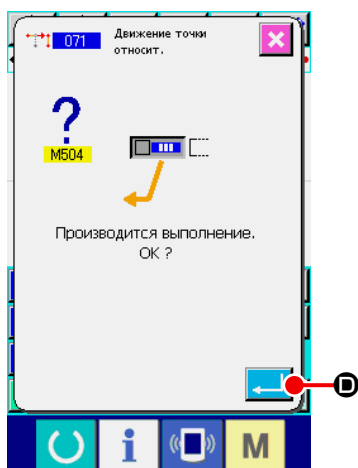 071
Движение точки
относит.
?
M504
Производится выполнение.
OK ?
D
i
M